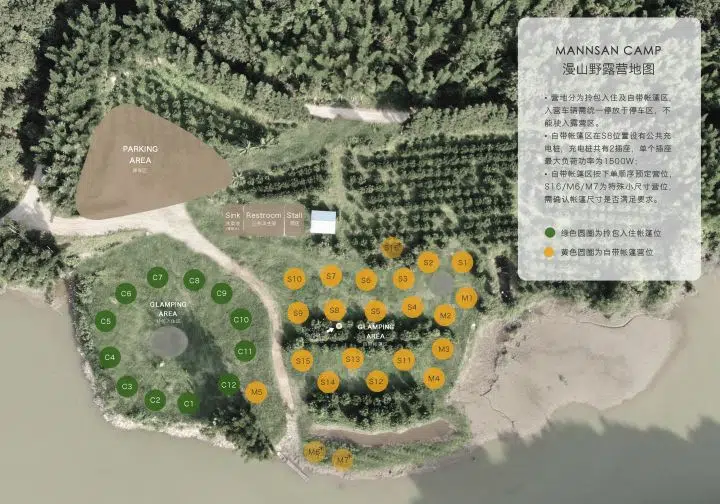 MANNSAN CAMP
漫山野露营地图
• 营地分为拎包入住及自带帐篷区,
入营车辆需统一停放于停车区, 不
能驶入露营区。
• 自带帐篷区在S8位置设有公共充
电桩, 充电桩共有2插座, 单个插座
最大负荷功率为1500W;
• 自带帐篷区按下单顺序预定营位,
S16/M6/M7为特殊小尺寸营位,
需确认帐篷尺寸是否满足要求。
绿色圆圈为拎包入住帐篷位
黄色圆圈为自带帐篷营位
PARKING
AREA
停车区
Sink Restroom Stall
S16
S10 S7 S6 S3 S2 S1
S9 S8 S5 S4 M2 M1
GLAMPING
AREA
S15 S13 S11 M3
S14 S12 M4
C7 C8
C6 C9
GLAMPING
AREA
拎包入住区
C5 C10
C4 C11
C3 C12 M5
C2 C1
M6 M7